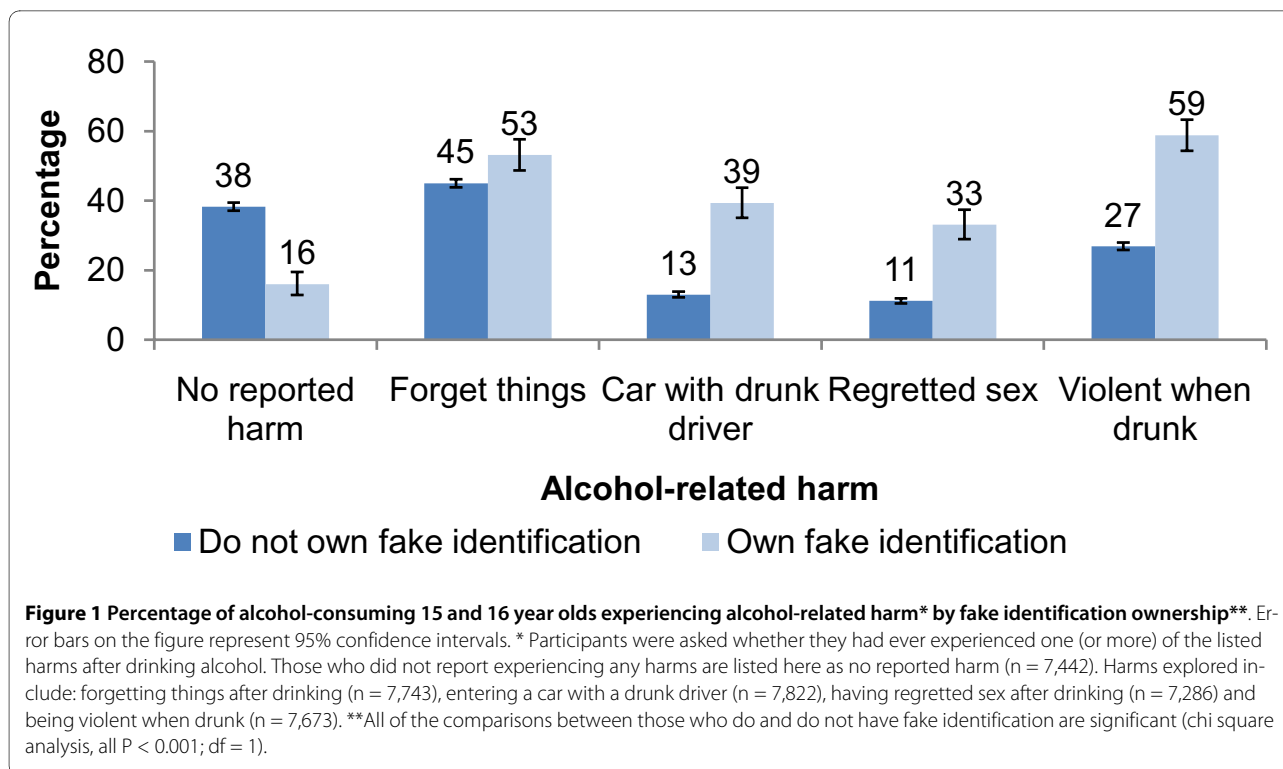 80
60
40
20
0
Percentage
38
16
45
53
13
39
11
33
27
59
No reported harm
Forget things
Car with drunk driver
Regretted sex
Violent when drunk
Alcohol-related harm
Do not own fake identification
Own fake identification
Figure 1 Percentage of alcohol-consuming 15 and 16 year olds experiencing alcohol-related harm* by fake identification ownership**. Er-
ror bars on the figure represent 95% confidence intervals. * Participants were asked whether they had ever experienced one (or more) of the listed
harms after drinking alcohol. Those who did not report experiencing any harms are listed here as no reported harm (n = 7,442). Harms explored in-
clude: forgetting things after drinking (n = 7,743), entering a car with a drunk driver (n = 7,822), having regretted sex after drinking (n = 7,286) and
being violent when drunk (n = 7,673). **All of the comparisons between those who do and do not have fake identification are significant (chi square
analysis, all P < 0.001; df = 1).